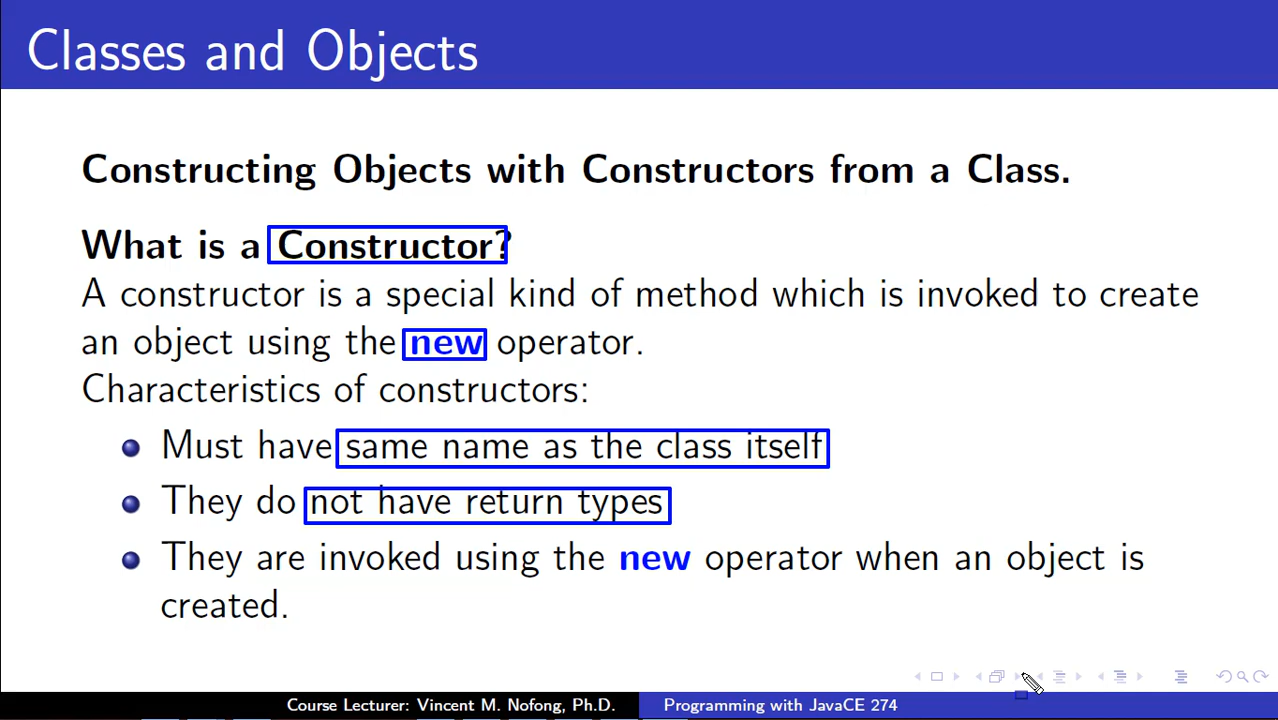 Classes and Objects
Constructing Objects with Constructors from a Class.
What is a Constructor?
A constructor is a special kind of method which is invoked to create
an object using the new operator.
Characteristics of constructors:
Must have same name as the class itself
They do not have return types
They are invoked using the new operator when an object is
created.
Course Lecturer: Vincent M. Nofong, Ph.D. Programming with JavaCE 274